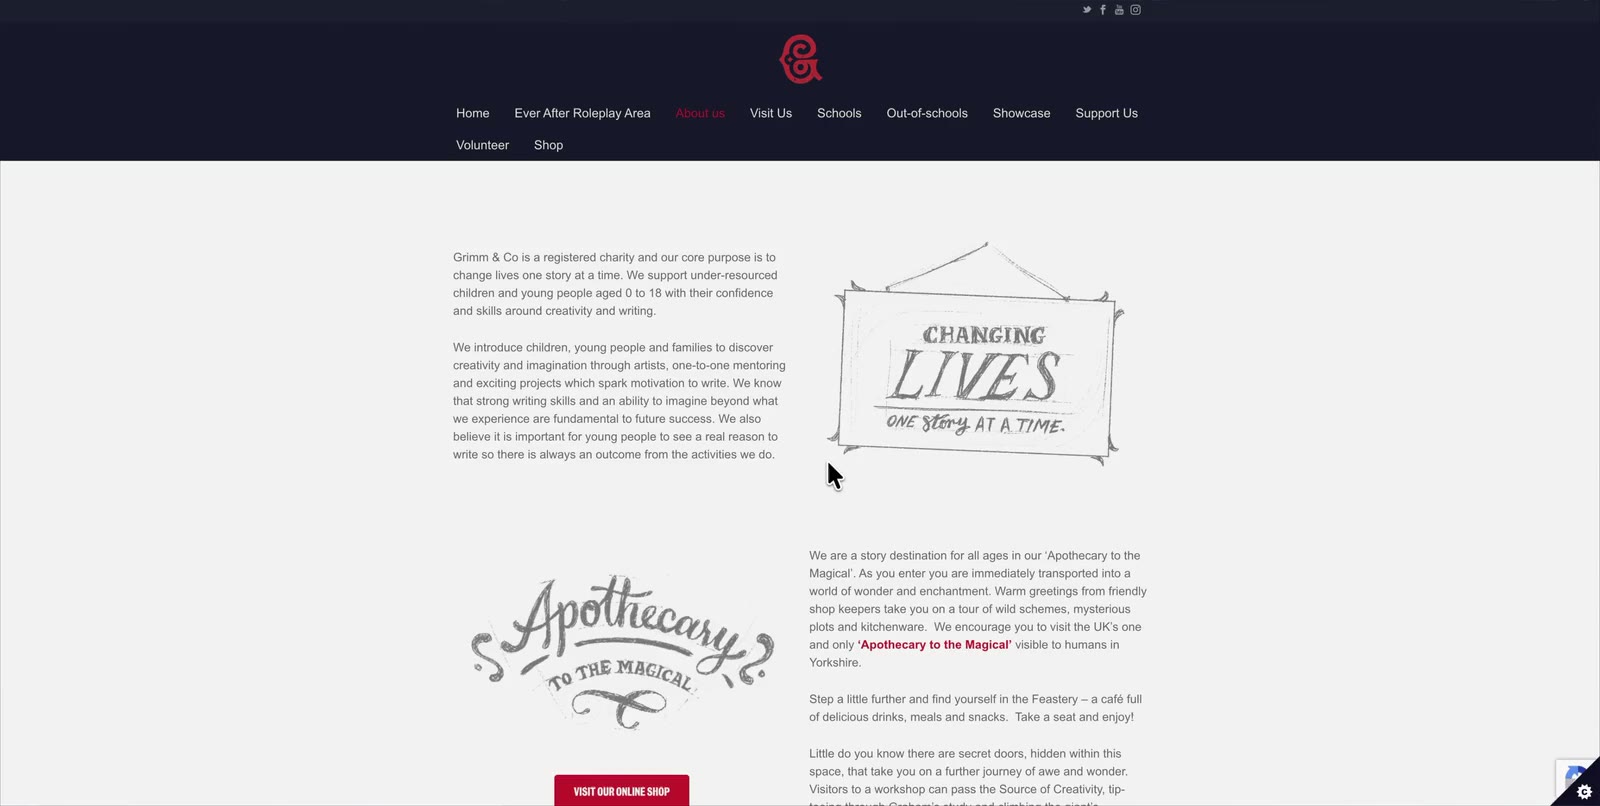 Home Ever After Roleplay Area About us Visit Us Schools Out-of-schools Showcase Support Us
Volunteer Shop
Grimm & Co is a registered charity and our core purpose is to
change lives one story at a time. We support under-resourced
children and young people aged 0 to 18 with their confidence
and skills around creativity and writing.
We introduce children, young people and families to discover
creativity and imagination through artists, one-to-one mentoring
and exciting projects which spark motivation to write. We know
that strong writing skills and an ability to imagine beyond what
we experience are fundamental to future success. We also
believe it is important for young people to see a real reason to
write so there is always an outcome from the activities we do.
CHANGING
LIVES
ONE story AT A TIME.
Apothecary
TO THE MAGICAL
VISIT OUR ONLINE SHOP
We are a story destination for all ages in our ‘Apothecary to the
Magical’. As you enter you are immediately transported into a
world of wonder and enchantment. Warm greetings from friendly
shop keepers take you on a tour of wild schemes, mysterious
plots and kitchenware.  We encourage you to visit the UK’s one
and only ‘Apothecary to the Magical’ visible to humans in
Yorkshire.
Step a little further and find yourself in the Feastery – a café full
of delicious drinks, meals and snacks.  Take a seat and enjoy!
Little do you know there are secret doors, hidden within this
space, that take you on a further journey of awe and wonder.
Visitors to a workshop can pass the Source of Creativity, tip-